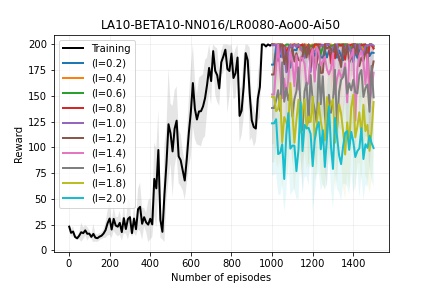 LA10-BETA10-NN016/LR0080-Ao00-Ai50
Reward
200
175
150
125
100
75
50
25
0
Training
(l=0.2)
(l=0.4)
(l=0.6)
(l=0.8)
(l=1.0)
(l=1.2)
(l=1.4)
(l=1.6)
(l=1.8)
(l=2.0)
0 200 400 600 800 1000 1200 1400
Number of episodes